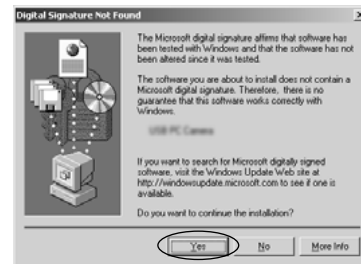 Digital Signature Not Found
The Microsoft digital signature affirms that software has
been tested with Windows and that the software has not
been altered since it was tested.
The software you are about to install does not contain a
Microsoft digital signature. Therefore, there is no
guarantee that this software works correctly with
Windows.
USB PC Camera
If you want to search for Microsoft digitally signed
software, visit the Windows Update Web site at
http://windowsupdate.microsoft.com to see if one is
available.
Do you want to continue the installation?
Yes No More Info